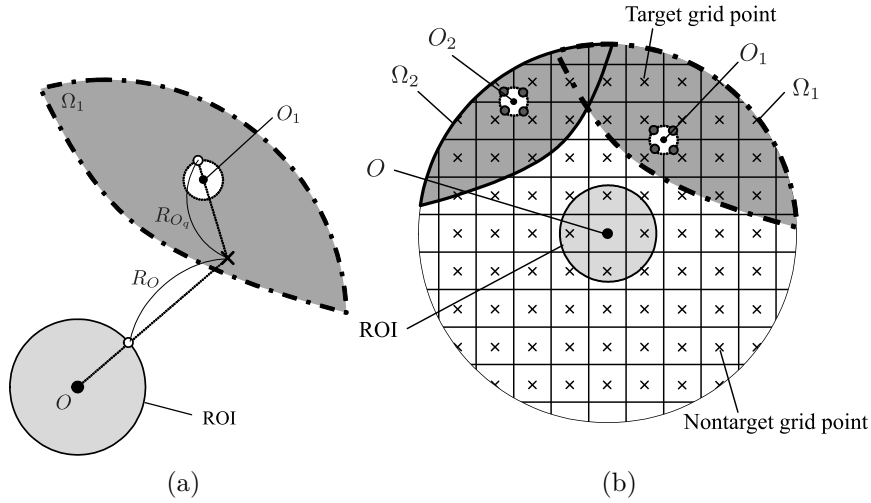 Ω₁
O₁
R_{O_q}
R_O
O
ROI
(a)
Target grid point
O₂
O₁
Ω₂
Ω₁
O
ROI
Nontarget grid point
(b)